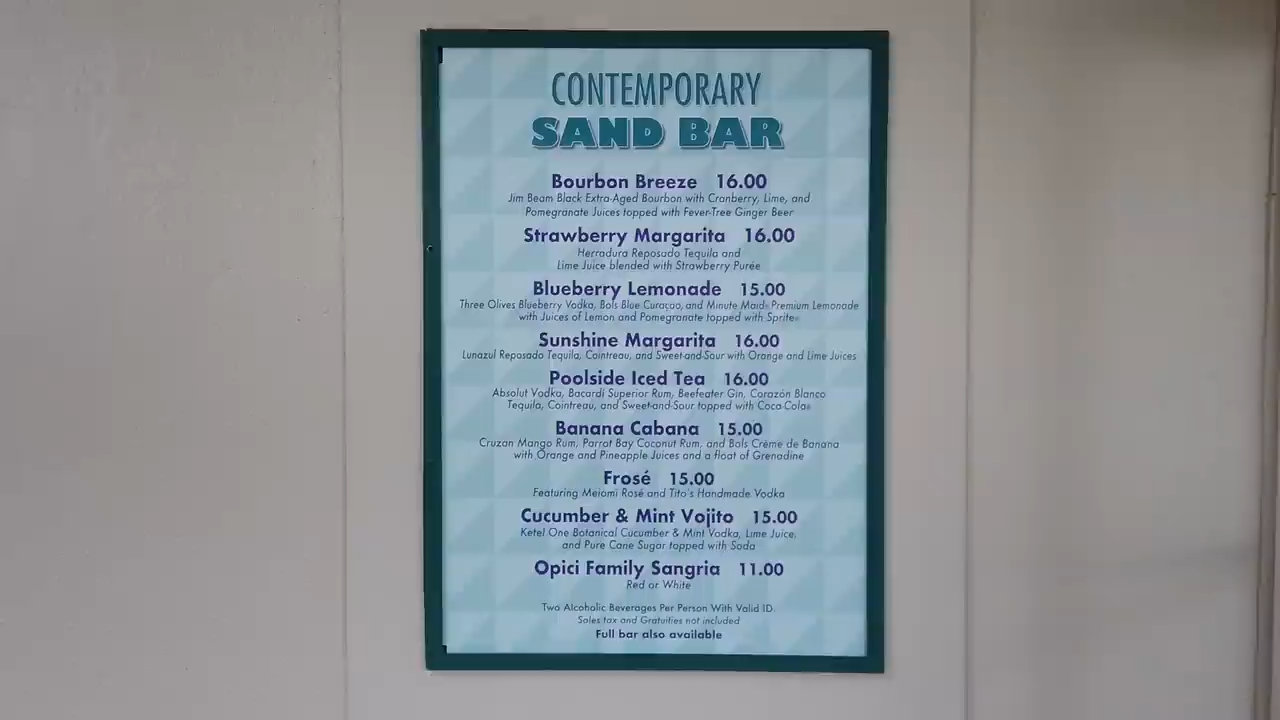 CONTEMPORARY
SAND BAR
Bourbon Breeze 16.00
Jim Beam Black Extra-Aged Bourbon with Cranberry, Lime, and
Pomegranate Juices topped with Fever-Tree Ginger Beer
Strawberry Margarita 16.00
Herradura Reposado Tequila and
Lime Juice blended with Strawberry Purée
Blueberry Lemonade 15.00
Three Olives Blueberry Vodka, Bols Blue Curaçao, and Minute Maid® Premium Lemonade
with Juices of Lemon and Pomegranate topped with Sprite®
Sunshine Margarita 16.00
Lunazul Reposado Tequila, Cointreau, and Sweet-and-Sour with Orange and Lime Juices
Poolside Iced Tea 16.00
Absolut Vodka, Bacardi Superior Rum, Beefeater Gin, Corazón Blanco
Tequila, Cointreau, and Sweet-and-Sour topped with Coca-Cola®
Banana Cabana 15.00
Cruzan Mango Rum, Parrot Bay Coconut Rum, and Bols Crème de Banana
with Orange and Pineapple Juices and a float of Grenadine
Frosé 15.00
Featuring Meiomi Rosé and Tito's Handmade Vodka
Cucumber & Mint Vojito 15.00
Ketel One Botanical Cucumber & Mint Vodka, Lime Juice,
and Pure Cane Sugar topped with Soda
Opici Family Sangria 11.00
Red or White
Two Alcoholic Beverages Per Person With Valid ID.
Sales tax and Gratuities not included
Full bar also available